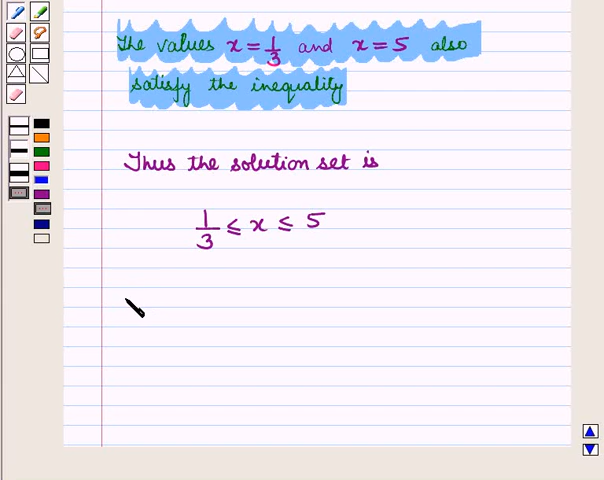 The values x = 1/3 and x = 5 also
satisfy the inequality
Thus the solution set is
1/3 ≤ x ≤ 5